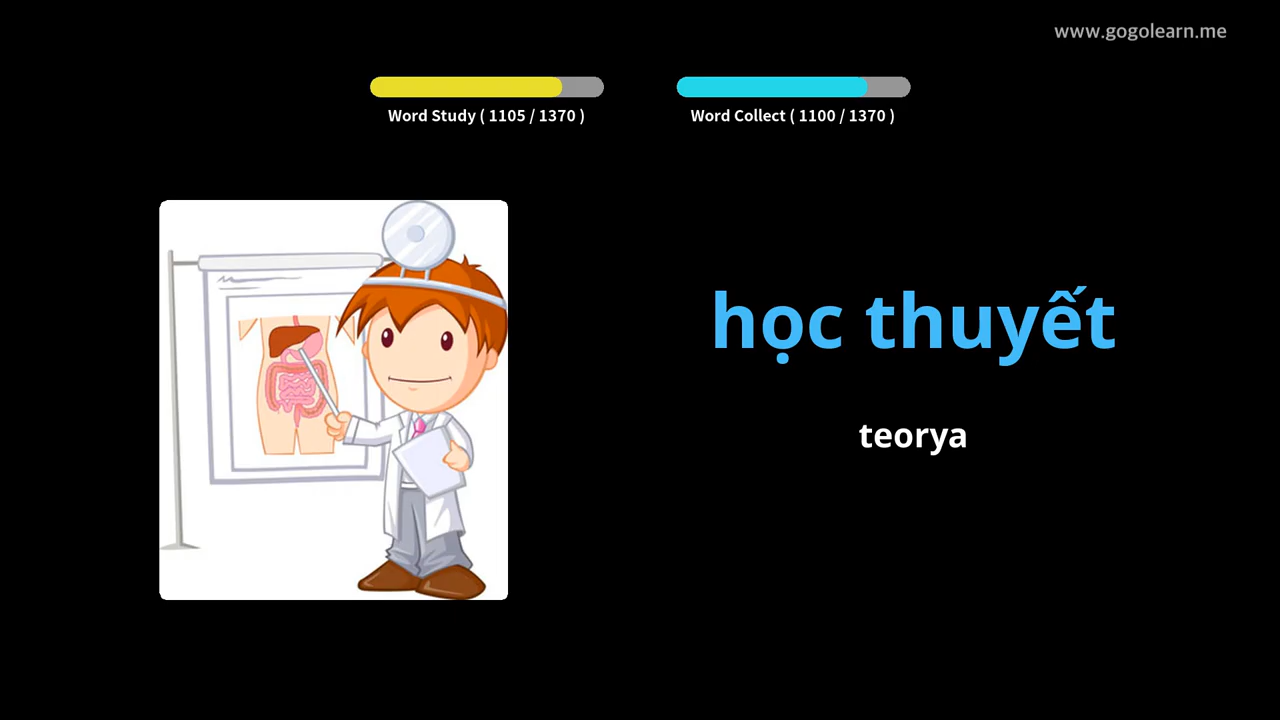 www.gogolearn.me
Word Study ( 1105 / 1370 )
Word Collect ( 1100 / 1370 )
học thuyết
teorya